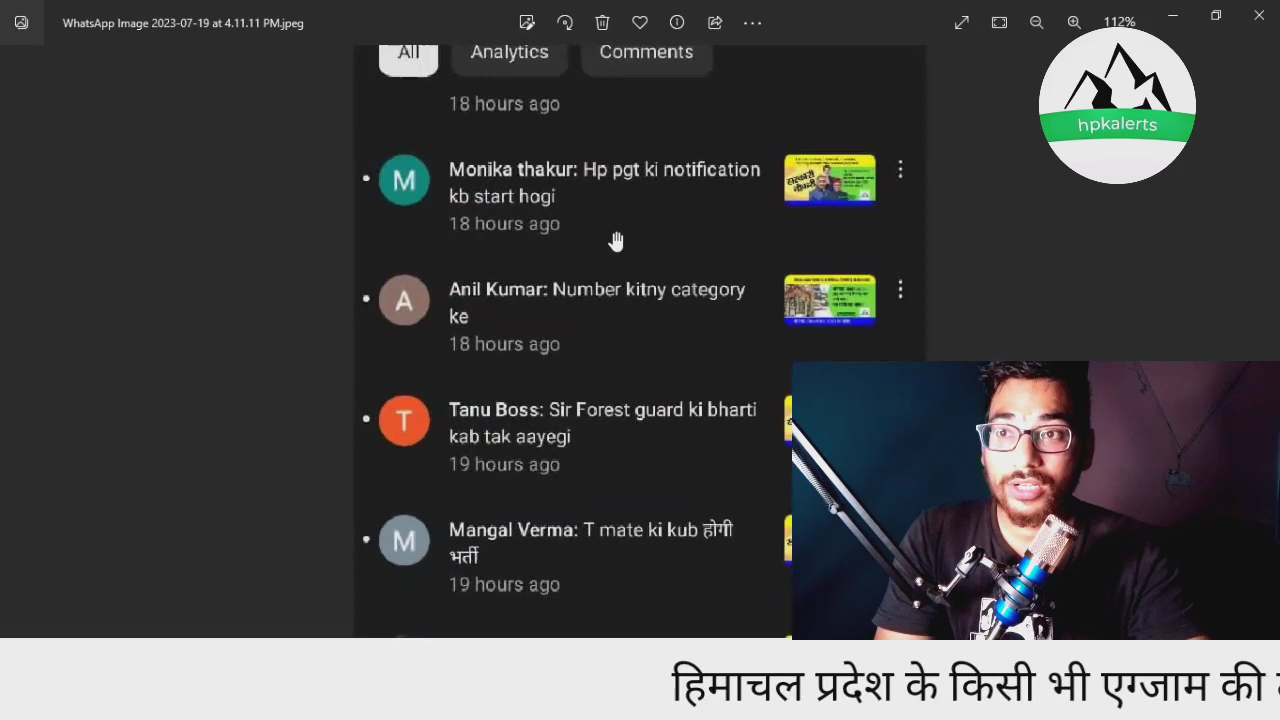 WhatsApp Image 2023-07-19 at 4.11.11 PM.jpeg
112%
All
Analytics
Comments
18 hours ago
hpkalerts
Monika thakur: Hp pgt ki notification
kb start hogi
18 hours ago
Anil Kumar: Number kitny category
ke
18 hours ago
Tanu Boss: Sir Forest guard ki bharti
kab tak aayegi
19 hours ago
Mangal Verma: T mate ki kub होगी
भर्ती
19 hours ago
हिमाचल प्रदेश के किसी भी एग्जाम की